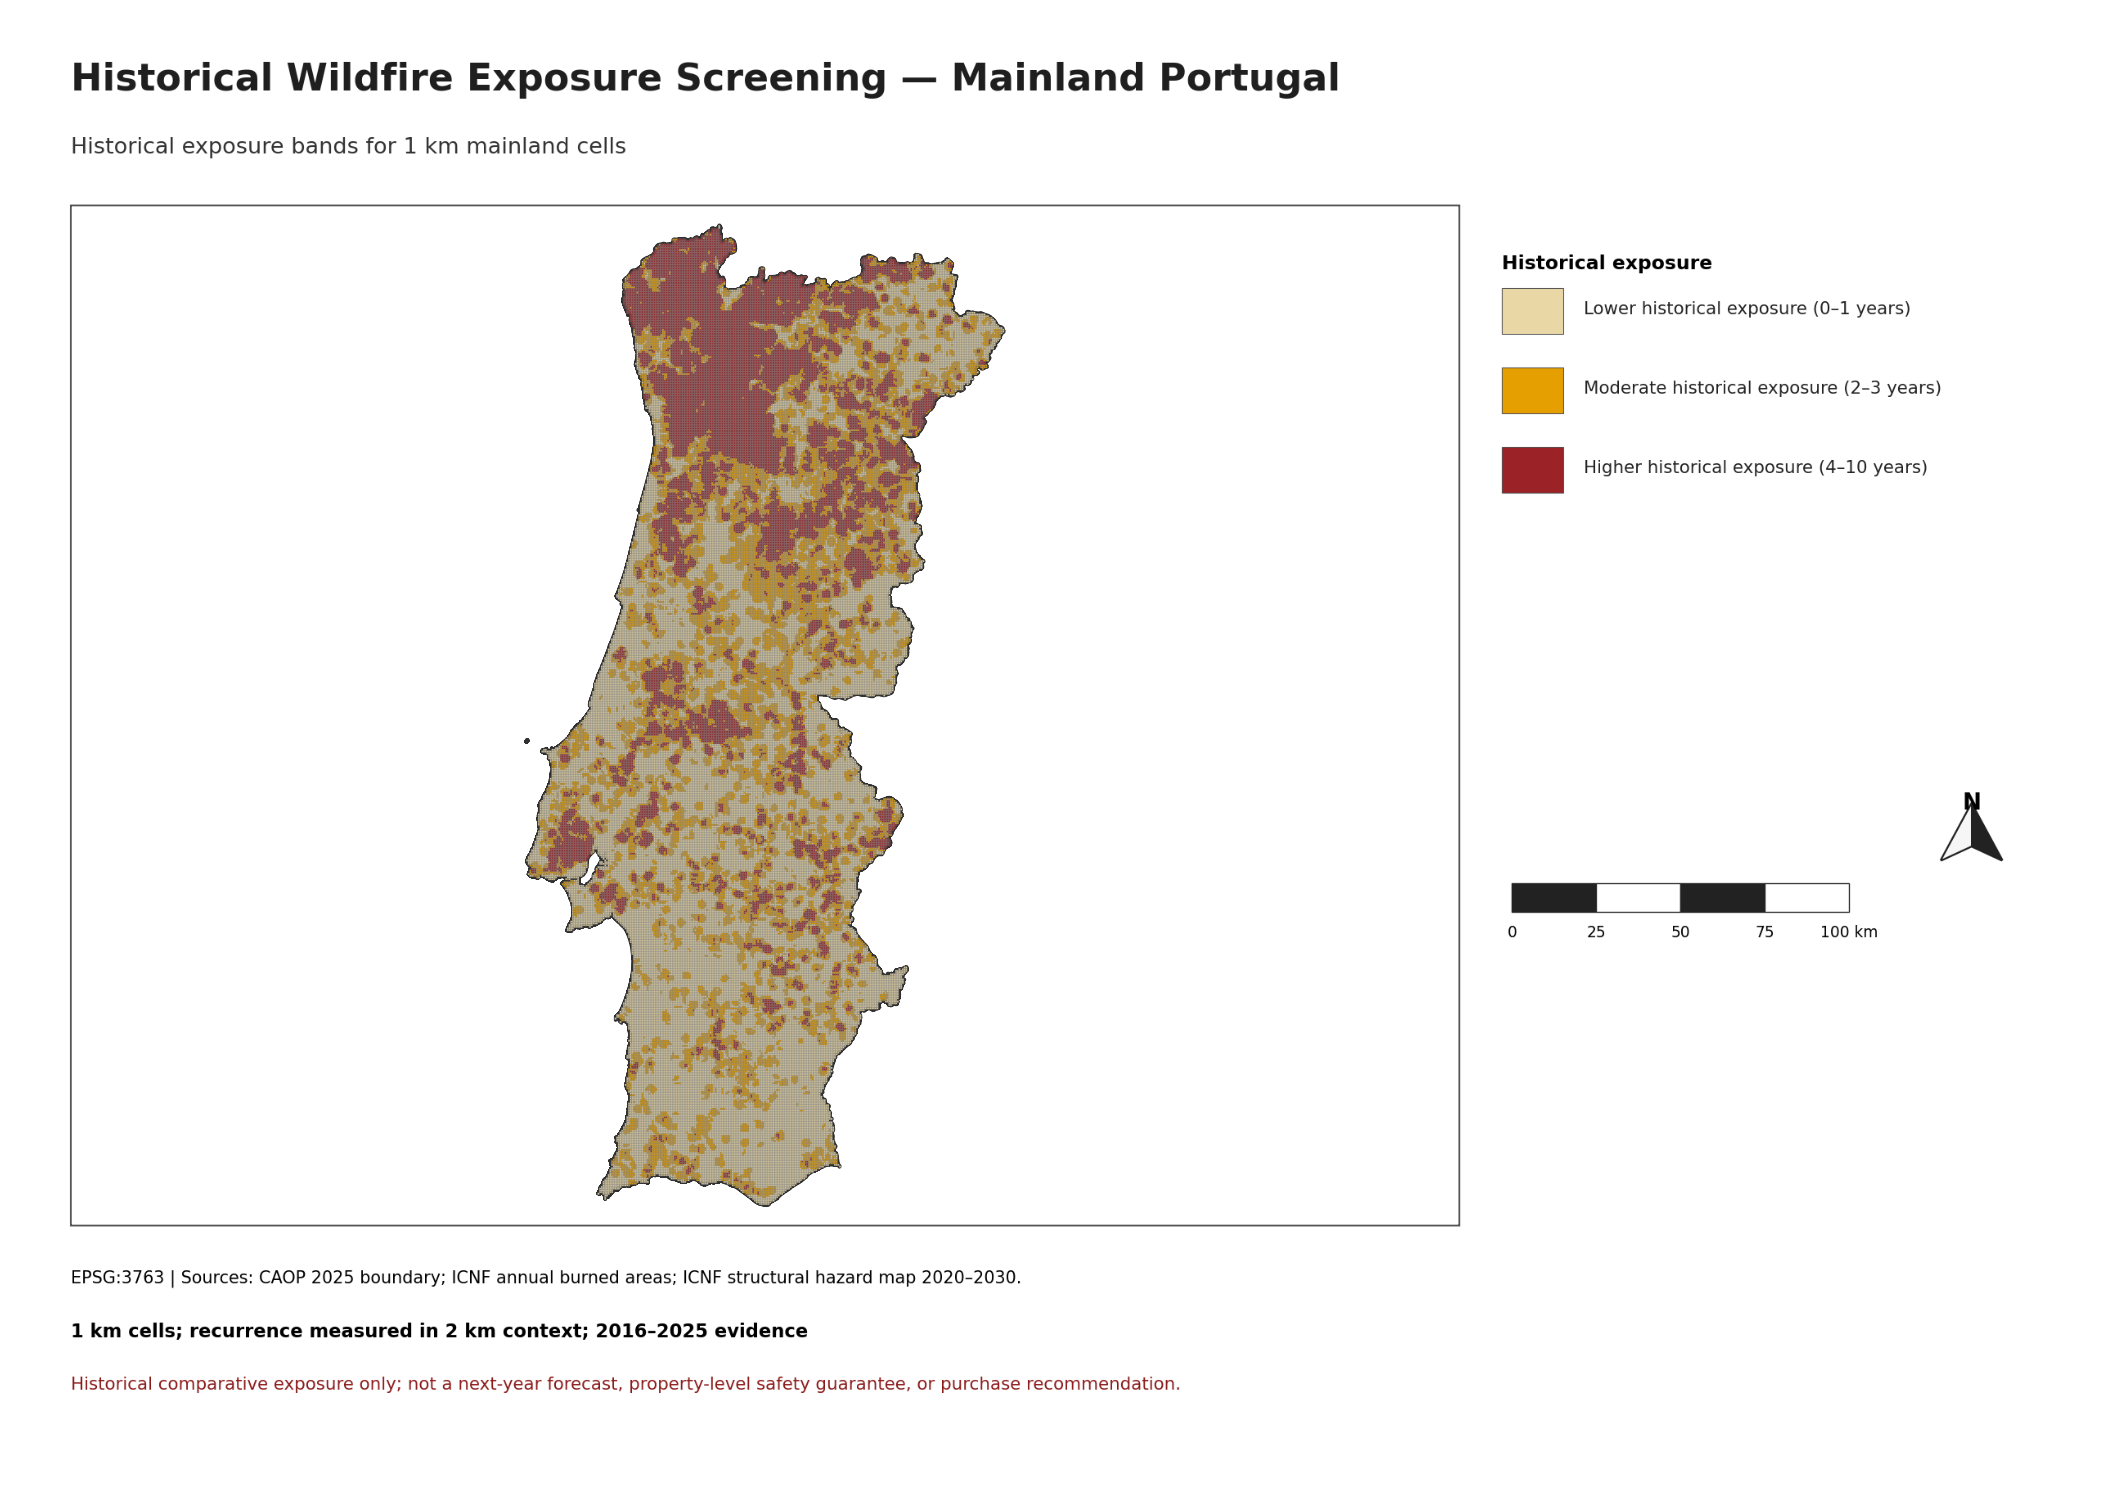 Historical Wildfire Exposure Screening — Mainland Portugal
Historical exposure bands for 1 km mainland cells
Historical exposure
Lower historical exposure (0–1 years)
Moderate historical exposure (2–3 years)
Higher historical exposure (4–10 years)
N
0 25 50 75 100 km
EPSG:3763 | Sources: CAOP 2025 boundary; ICNF annual burned areas; ICNF structural hazard map 2020–2030.
1 km cells; recurrence measured in 2 km context; 2016–2025 evidence
Historical comparative exposure only; not a next-year forecast, property-level safety guarantee, or purchase recommendation.